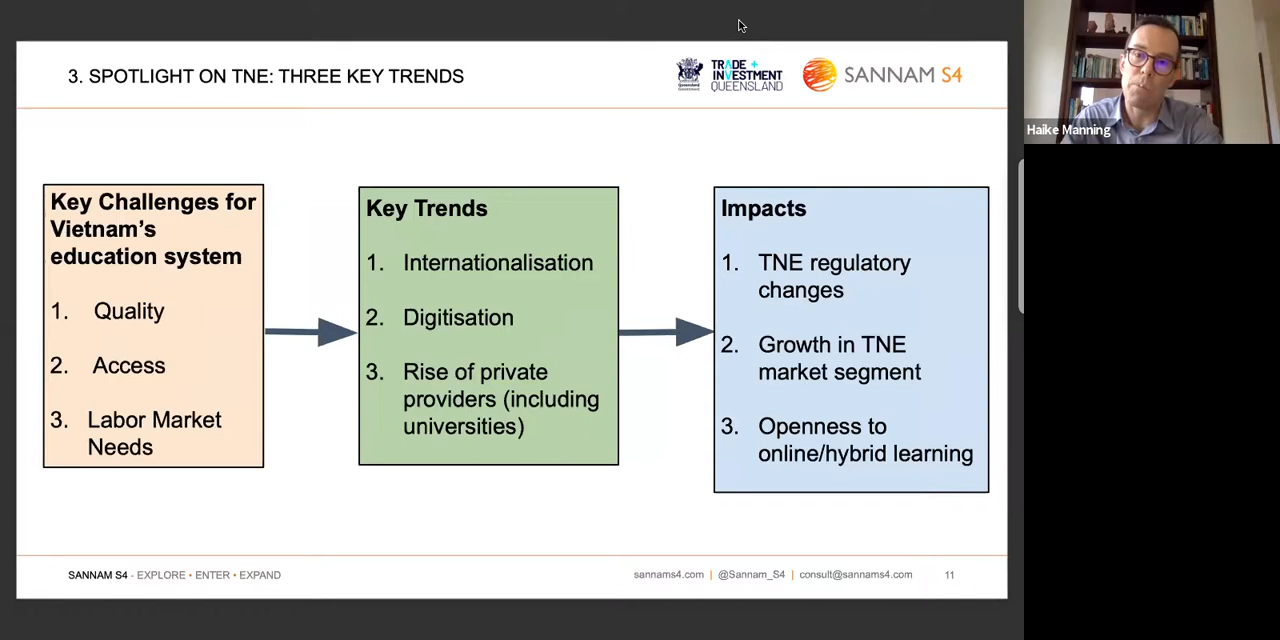 3. SPOTLIGHT ON TNE: THREE KEY TRENDS
Queensland
Government
TRADE +
INVESTMENT
QUEENSLAND
SANNAM S4
Haike Manning
Key Challenges for
Vietnam's
education system
1. Quality
2. Access
3. Labor Market
Needs
Key Trends
1. Internationalisation
2. Digitisation
3. Rise of private
providers (including
universities)
Impacts
1. TNE regulatory
changes
2. Growth in TNE
market segment
3. Openness to
online/hybrid learning
SANNAM S4 - EXPLORE • ENTER • EXPAND
sannams4.com | @Sannam_S4 | consult@sannams4.com 11